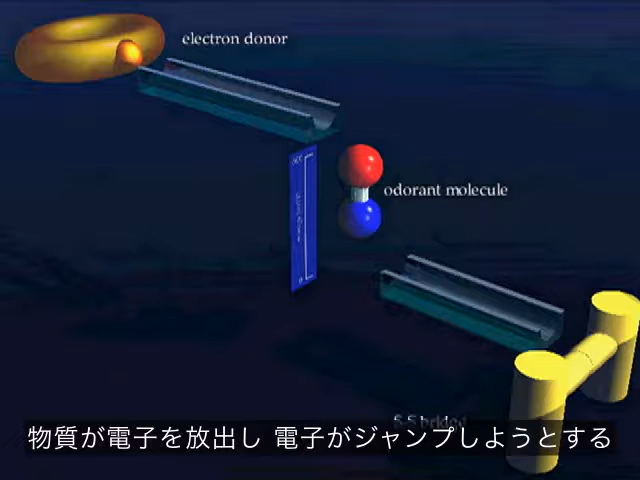 electron donor
odorant molecule
物質が電子を放出し 電子がジャンプしようとする